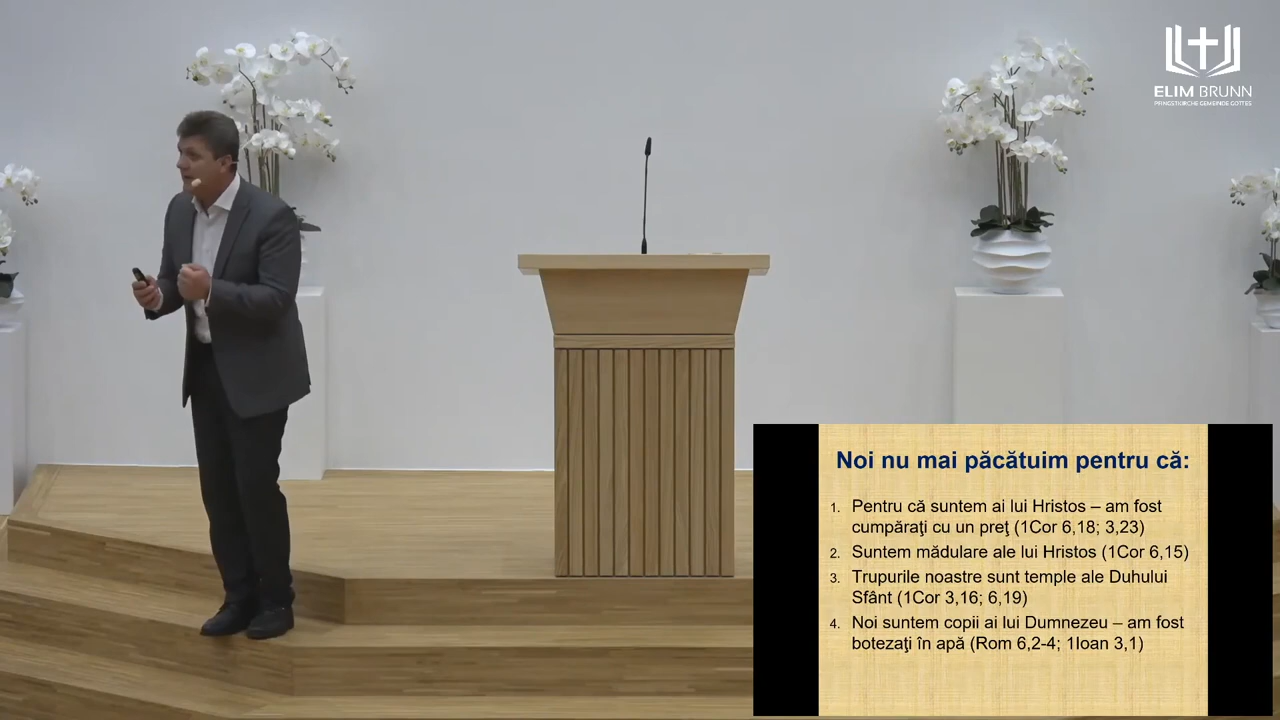 ELIM BRUNN
PFINGSTKIRCHE GEMEINDE GOTTES
Noi nu mai păcătuim pentru că:
1. Pentru că suntem ai lui Hristos – am fost
cumpăraţi cu un preţ (1Cor 6,18; 3,23)
2. Suntem mădulare ale lui Hristos (1Cor 6,15)
3. Trupurile noastre sunt temple ale Duhului
Sfânt (1Cor 3,16; 6,19)
4. Noi suntem copii ai lui Dumnezeu – am fost
botezaţi în apă (Rom 6,2-4; 1Ioan 3,1)